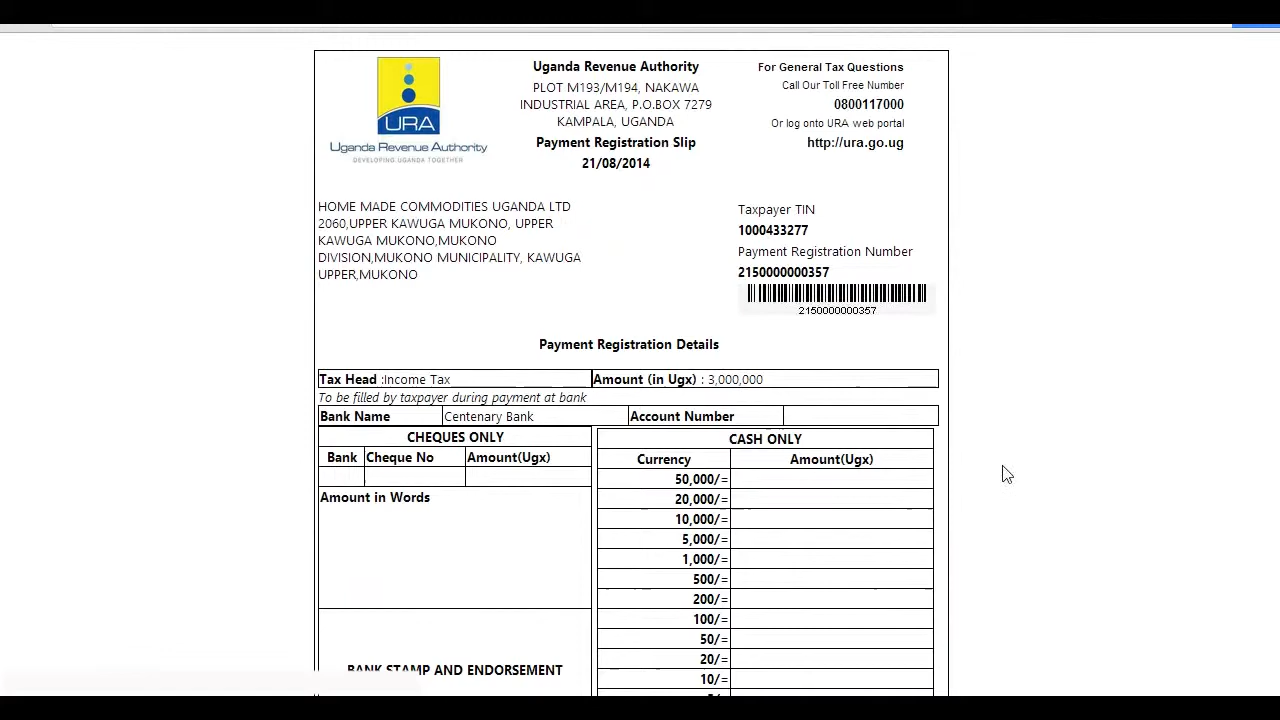 URA
Uganda Revenue Authority
DEVELOPING UGANDA TOGETHER
Uganda Revenue Authority
PLOT M193/M194, NAKAWA
INDUSTRIAL AREA, P.O.BOX 7279
KAMPALA, UGANDA
Payment Registration Slip
21/08/2014
For General Tax Questions
Call Our Toll Free Number
0800117000
Or log onto URA web portal
http://ura.go.ug
HOME MADE COMMODITIES UGANDA LTD
2060,UPPER KAWUGA MUKONO, UPPER
KAWUGA MUKONO,MUKONO
DIVISION,MUKONO MUNICIPALITY, KAWUGA
UPPER,MUKONO
Taxpayer TIN
1000433277
Payment Registration Number
2150000000357
2150000000357
Payment Registration Details
Tax Head :Income Tax Amount (in Ugx) : 3,000,000
To be filled by taxpayer during payment at bank
Bank Name Centenary Bank Account Number
CHEQUES ONLY
Bank Cheque No Amount(Ugx)
Amount in Words
BANK STAMP AND ENDORSEMENT
CASH ONLY
Currency Amount(Ugx)
50,000/=
20,000/=
10,000/=
5,000/=
1,000/=
500/=
200/=
100/=
50/=
20/=
10/=